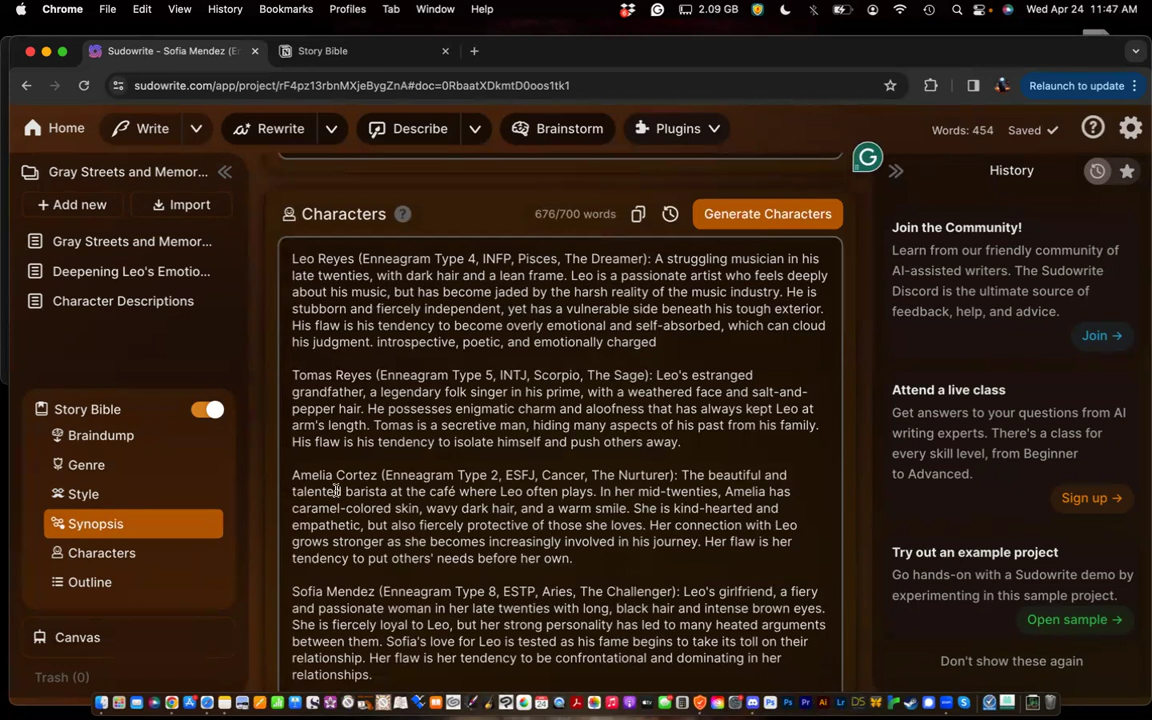 Chrome File Edit View History Bookmarks Profiles Tab Window Help 2.09 GB Wed Apr 24 11:47 AM
Sudowrite - Sofia Mendez (E
Story Bible
sudowrite.com/app/project/rF4pz13rbnMXjeBygZnA#doc=0RbaatXDkmtD0oos1tk1
Relaunch to update
Home Write Rewrite Describe Brainstorm Plugins Words: 454 Saved
Gray Streets and Memor...
Add new Import
Gray Streets and Memor...
Deepening Leo's Emotio...
Character Descriptions
Story Bible
Braindump
Genre
Style
Synopsis
Characters
Outline
Canvas
Trash (0)
Characters 676/700 words Generate Characters
Leo Reyes (Enneagram Type 4, INFP, Pisces, The Dreamer): A struggling musician in his
late twenties, with dark hair and a lean frame. Leo is a passionate artist who feels deeply
about his music, but has become jaded by the harsh reality of the music industry. He is
stubborn and fiercely independent, yet has a vulnerable side beneath his tough exterior.
His flaw is his tendency to become overly emotional and self-absorbed, which can cloud
his judgment. introspective, poetic, and emotionally charged
Tomas Reyes (Enneagram Type 5, INTJ, Scorpio, The Sage): Leo's estranged
grandfather, a legendary folk singer in his prime, with a weathered face and salt-and-
pepper hair. He possesses enigmatic charm and aloofness that has always kept Leo at
arm's length. Tomas is a secretive man, hiding many aspects of his past from his family.
His flaw is his tendency to isolate himself and push others away.
Amelia Cortez (Enneagram Type 2, ESFJ, Cancer, The Nurturer): The beautiful and
talented barista at the café where Leo often plays. In her mid-twenties, Amelia has
caramel-colored skin, wavy dark hair, and a warm smile. She is kind-hearted and
empathetic, but also fiercely protective of those she loves. Her connection with Leo
grows stronger as she becomes increasingly involved in his journey. Her flaw is her
tendency to put others' needs before her own.
Sofia Mendez (Enneagram Type 8, ESTP, Aries, The Challenger): Leo's girlfriend, a fiery
and passionate woman in her late twenties with long, black hair and intense brown eyes.
She is fiercely loyal to Leo, but her strong personality has led to many heated arguments
between them. Sofia's love for Leo is tested as his fame begins to take its toll on their
relationship. Her flaw is her tendency to be confrontational and dominating in her
relationships.
History
Join the Community!
Learn from our friendly community of
AI-assisted writers. The Sudowrite
Discord is the ultimate source of
feedback, help, and advice.
Join →
Attend a live class
Get answers to your questions from AI
writing experts. There's a class for
every skill level, from Beginner
to Advanced.
Sign up →
Try out an example project
Go hands-on with a Sudowrite demo by
experimenting in this sample project.
Open sample →
Don't show these again